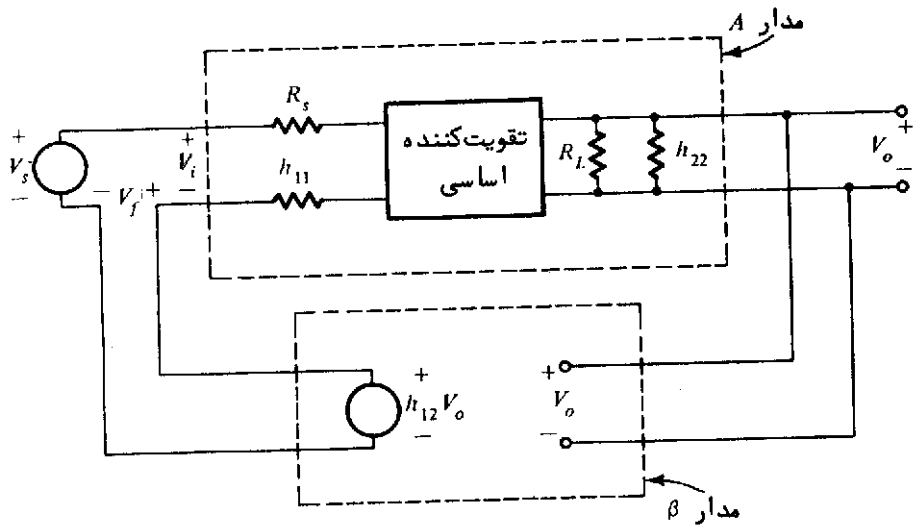 مدار A
R_s
تقویت‌کننده
اساسی
R_L
h_22
+
V_o
−
+
V_s
−
+
V_i
−
− V_f +
h_11
+
h_12 V_o
−
+
V_o
−
مدار β